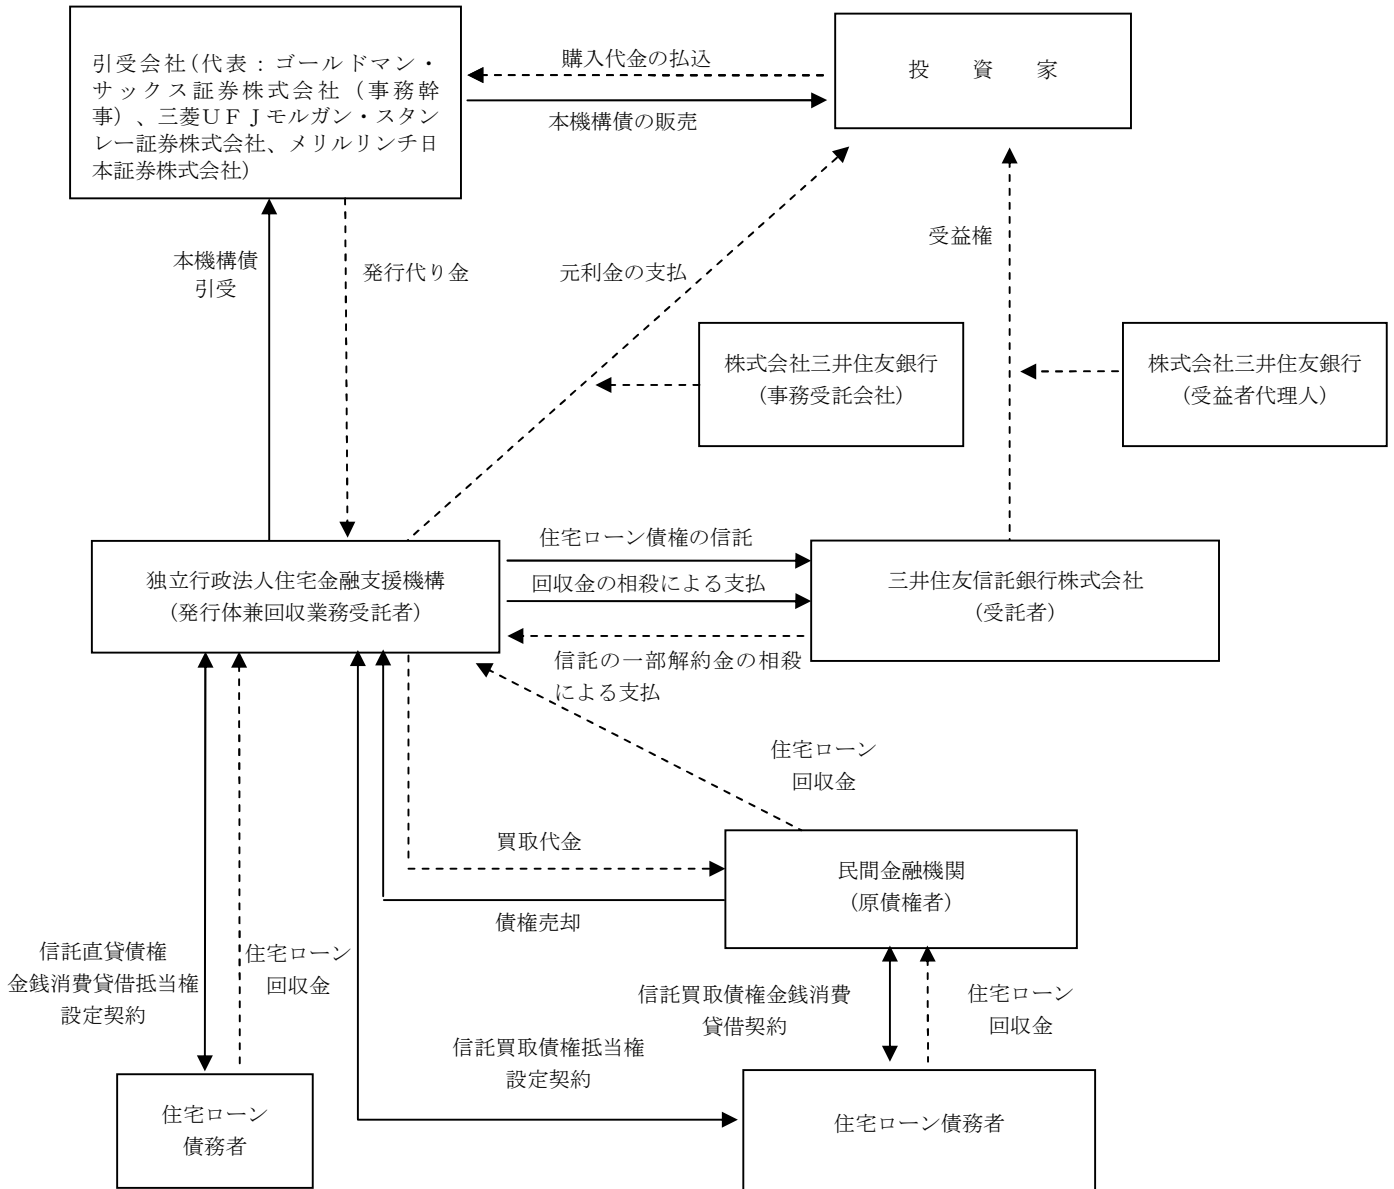 引受会社（代表：ゴールドマン・
サックス証券株式会社（事務幹
事）、三菱ＵＦＪモルガン・スタン
レー証券株式会社、メリルリンチ日
本証券株式会社）
購入代金の払込
本機構債の販売
投　資　家
本機構債
引受
発行代り金
元利金の支払
受益権
株式会社三井住友銀行
（事務受託会社）
株式会社三井住友銀行
（受益者代理人）
独立行政法人住宅金融支援機構
（発行体兼回収業務受託者）
住宅ローン債権の信託
回収金の相殺による支払
信託の一部解約金の相殺
による支払
三井住友信託銀行株式会社
（受託者）
住宅ローン
回収金
買取代金
債権売却
民間金融機関
（原債権者）
信託直貸債権
金銭消費貸借抵当権
設定契約
住宅ローン
回収金
信託買取債権金銭消費
貸借契約
住宅ローン
回収金
信託買取債権抵当権
設定契約
住宅ローン
債務者
住宅ローン債務者